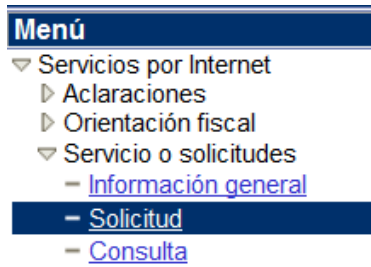 Menú
Servicios por Internet
Aclaraciones
Orientación fiscal
Servicio o solicitudes
Información general
Solicitud
Consulta